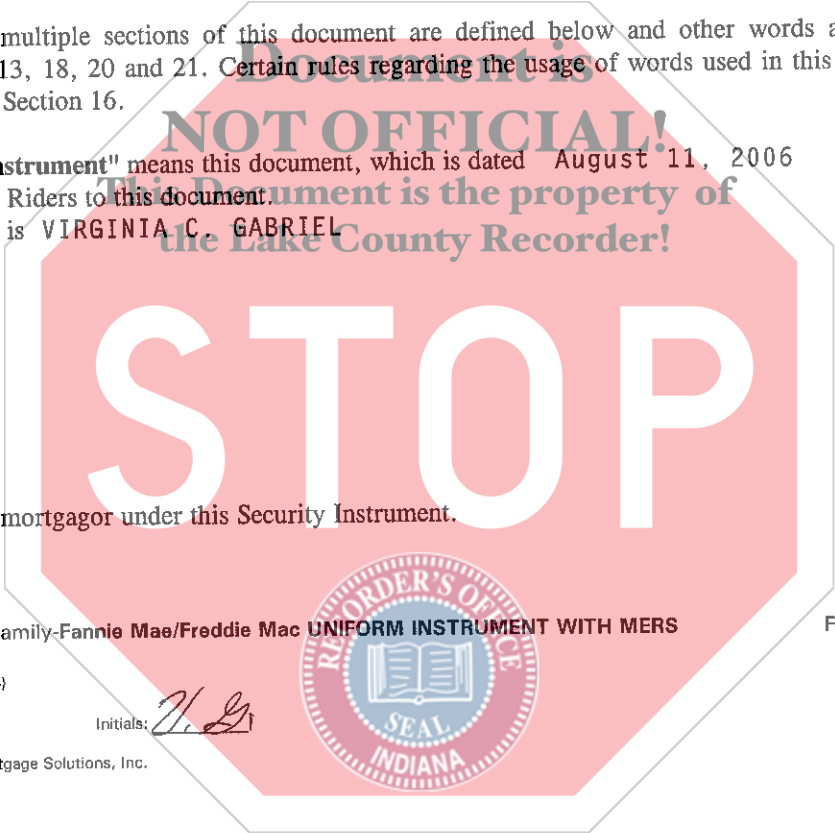 multiple sections of this document are defined below and other words
Document is
13, 18, 20 and 21. Certain rules regarding the usage of words used in this
Section 16.
NOT OFFICIAL!
strument" means this document, which is dated August 11, 2006
This Document is the property of
Riders to this document.
is VIRGINIA C. GABRIEL
the Lake County Recorder!
STOP
mortgagor under this Security Instrument.
RECORDER'S OFFICE
amily-Fannie Mae/Freddie Mac UNIFORM INSTRUMENT WITH MERS
SEAL
Initials: V. G.
INDIANA
tgage Solutions, Inc.